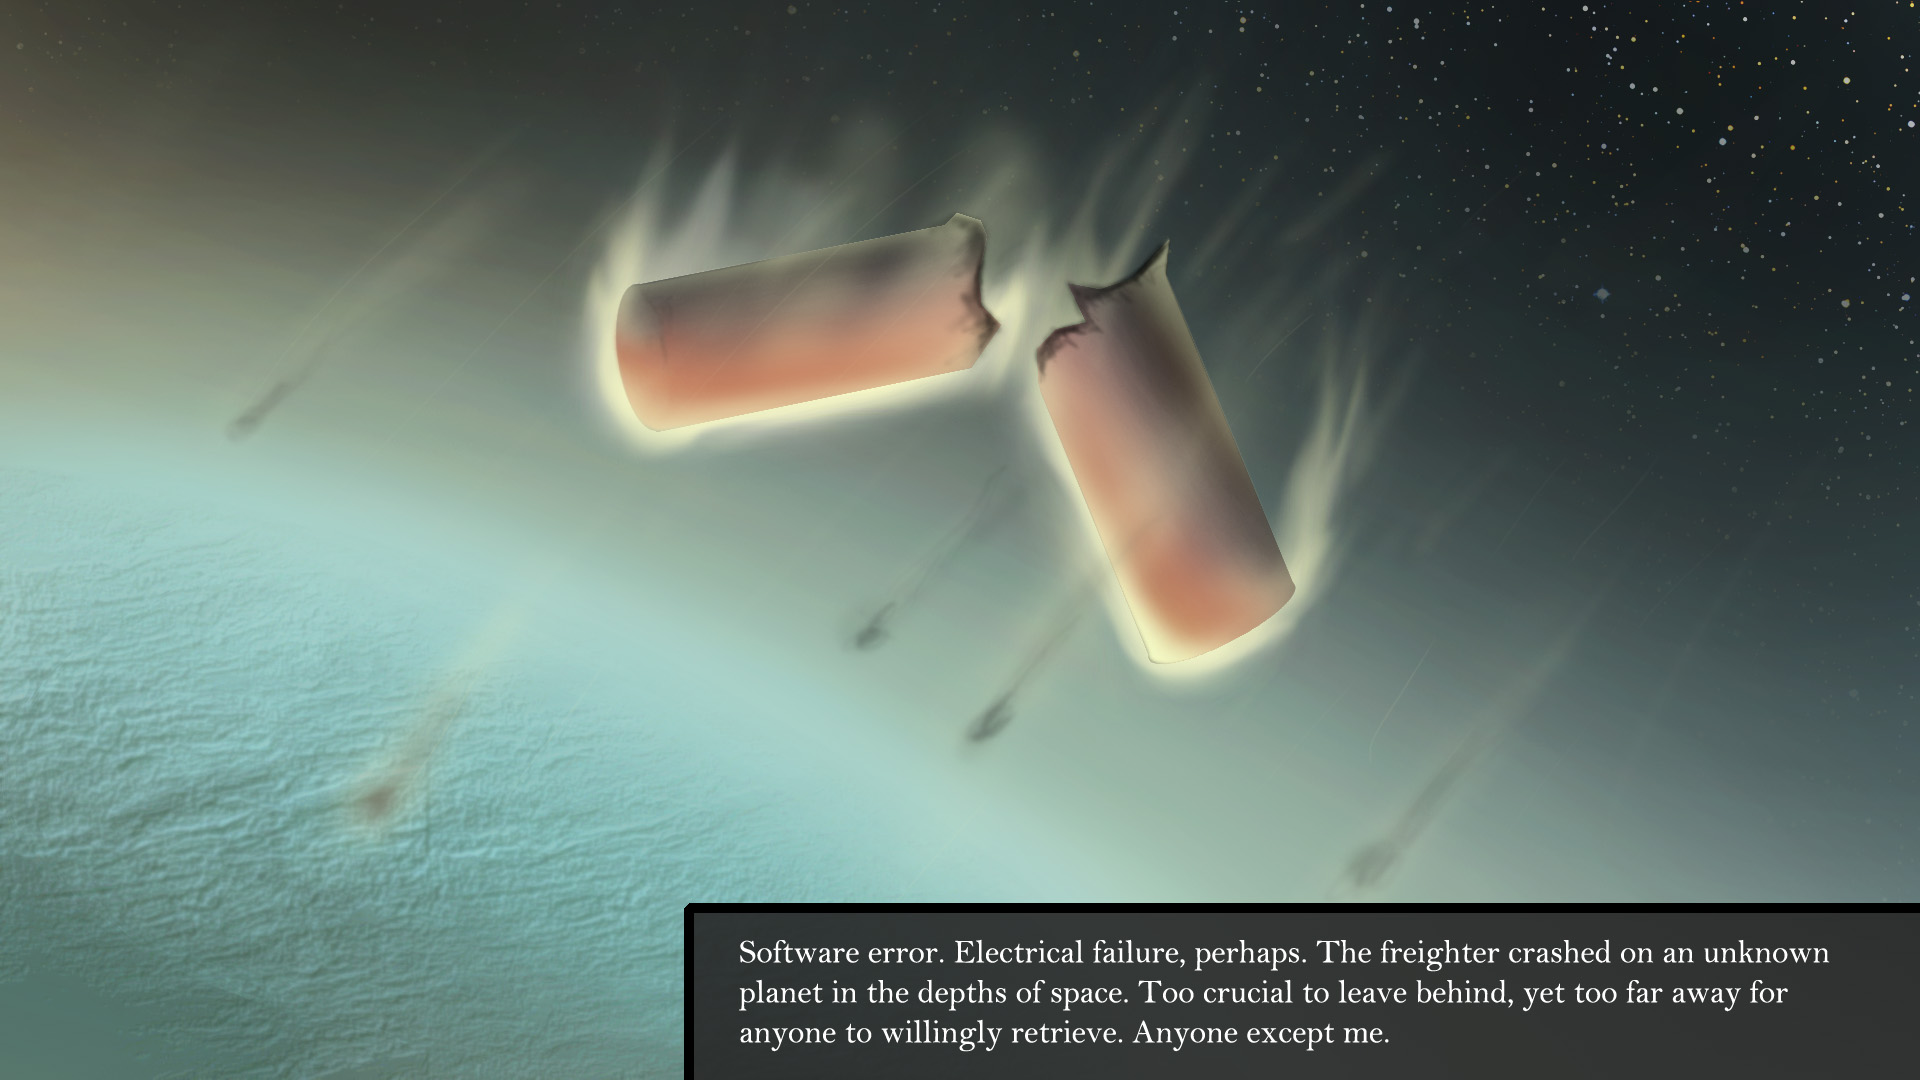 Software error. Electrical failure, perhaps. The freighter crashed on an unknown
planet in the depths of space. Too crucial to leave behind, yet too far away for
anyone to willingly retrieve. Anyone except me.